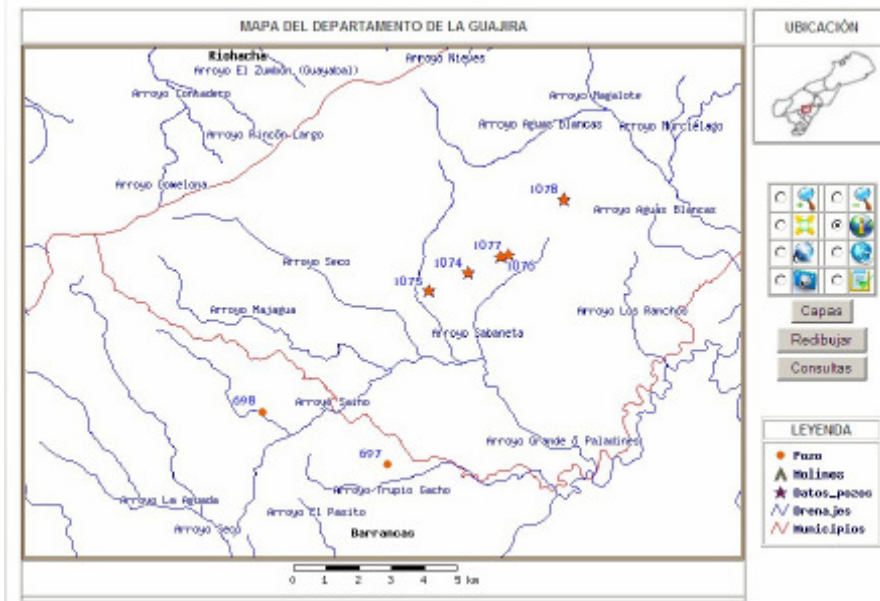 MAPA DEL DEPARTAMENTO DE LA GUAJIRA
UBICACIÓN
Riohacha
Arroyo Nieves
Arroyo El Zumbón (Guayabal)
Arroyo Contadero
Arroyo Magalote
Arroyo Aguas Blancas
Arroyo Murciélago
Arroyo Rincón Largo
Arroyo Comelona
1078
Arroyo Aguas Blancas
1077
1076
Arroyo Seco
1074
1075
Arroyo Majagua
Arroyo Los Ranchos
Arroyo Sabaneta
Capas
Redibujar
Consultas
698
Arroyo Saino
LEYENDA
Arroyo Grande ó Paladines
697
Pozo
Molinos
Arroyo Trupio Gacho
Datos_pozos
Arroyo La Aguada
Drenajes
Arroyo El Pasito
Arroyo Seco
Barrancas
Municipios
0 1 2 3 4 5 km